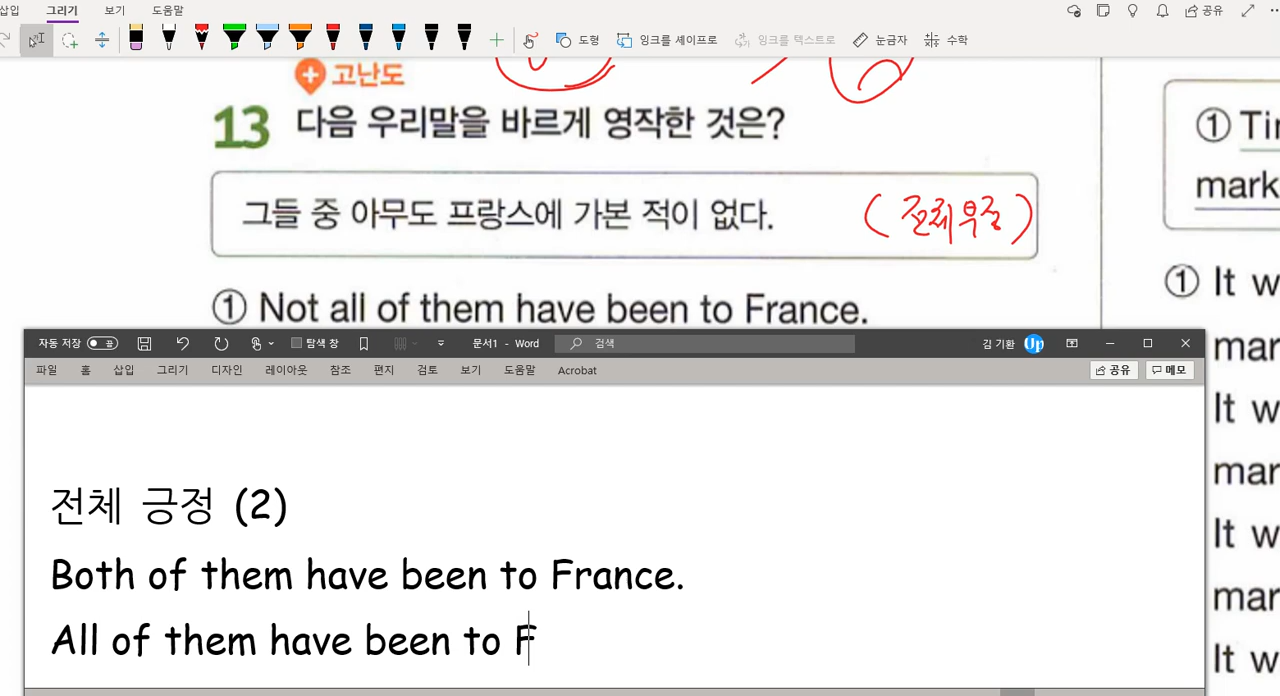 삽입 그리기 보기 도움말 공유
도형 잉크를 셰이프로 잉크를 텍스트로 눈금자 수학
고난도
13 다음 우리말을 바르게 영작한 것은?
그들 중 아무도 프랑스에 가본 적이 없다. (전체부정)
① Not all of them have been to France.
자동 저장 탐색 창 문서1 - Word 검색 김 기환
파일 홈 삽입 그리기 디자인 레이아웃 참조 편지 검토 보기 도움말 Acrobat 공유 메모
전체 긍정 (2)
Both of them have been to France.
All of them have been to F
① Tir
mark
① It w
mar
It w
mar
It w
mar
It w